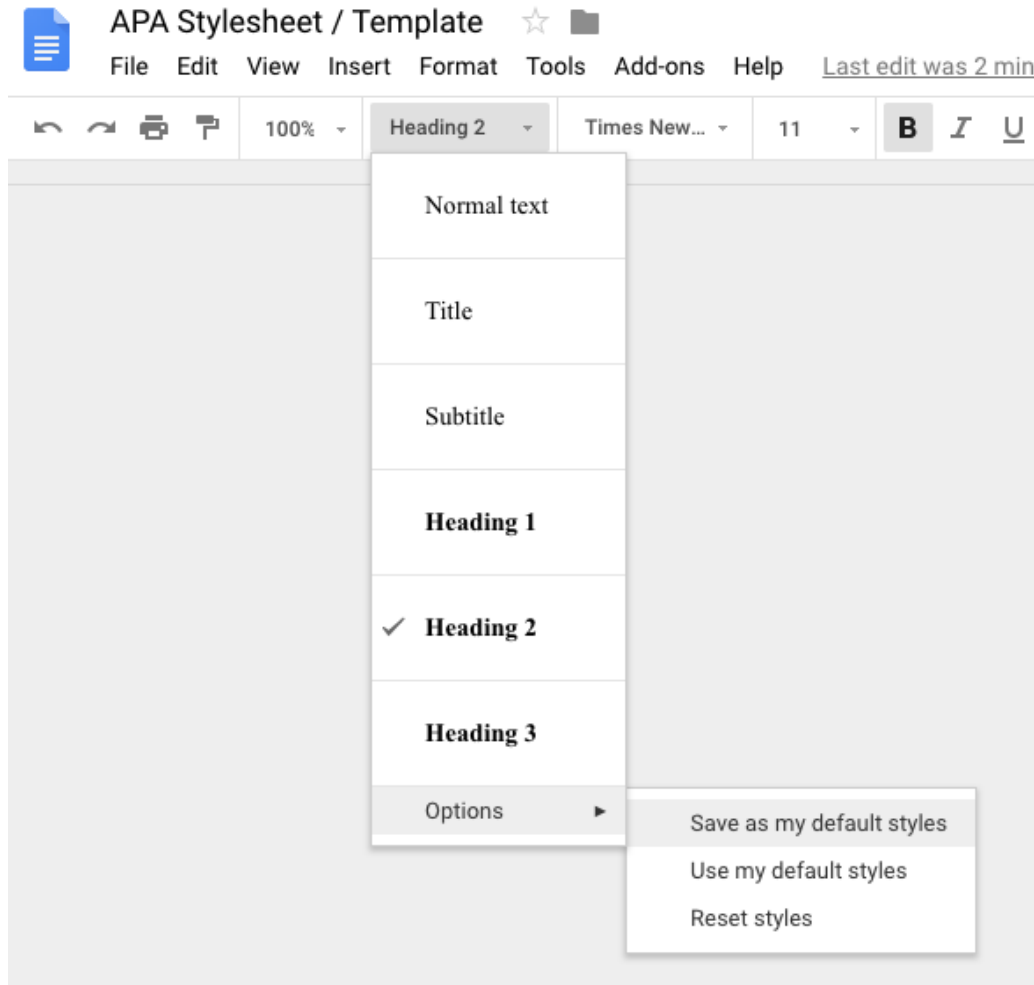 APA Stylesheet / Template
File Edit View Insert Format Tools Add-ons Help Last edit was 2 min
100% Heading 2 Times New... 11 B I U
Normal text
Title
Subtitle
Heading 1
Heading 2
Heading 3
Options
Save as my default styles
Use my default styles
Reset styles